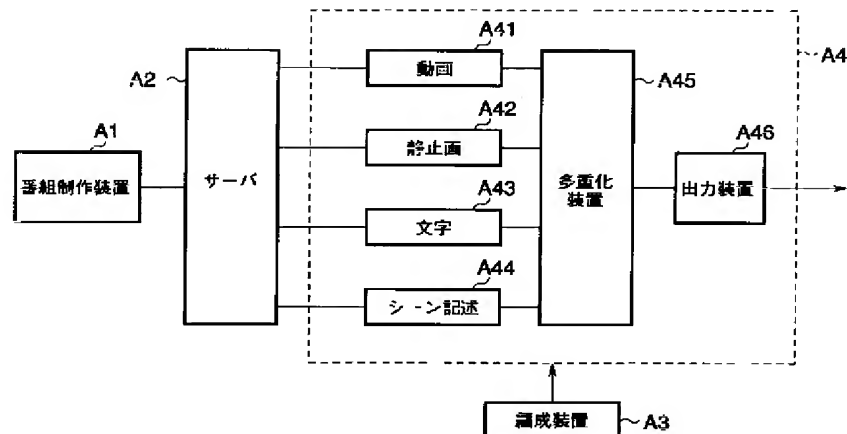 A41
動画
A4
A2
A45
A42
A46
A1
静止画
番組制作装置
サーバ
A43
多重化
装置
出力装置
文字
A44
シーン記述
編成装置
A3